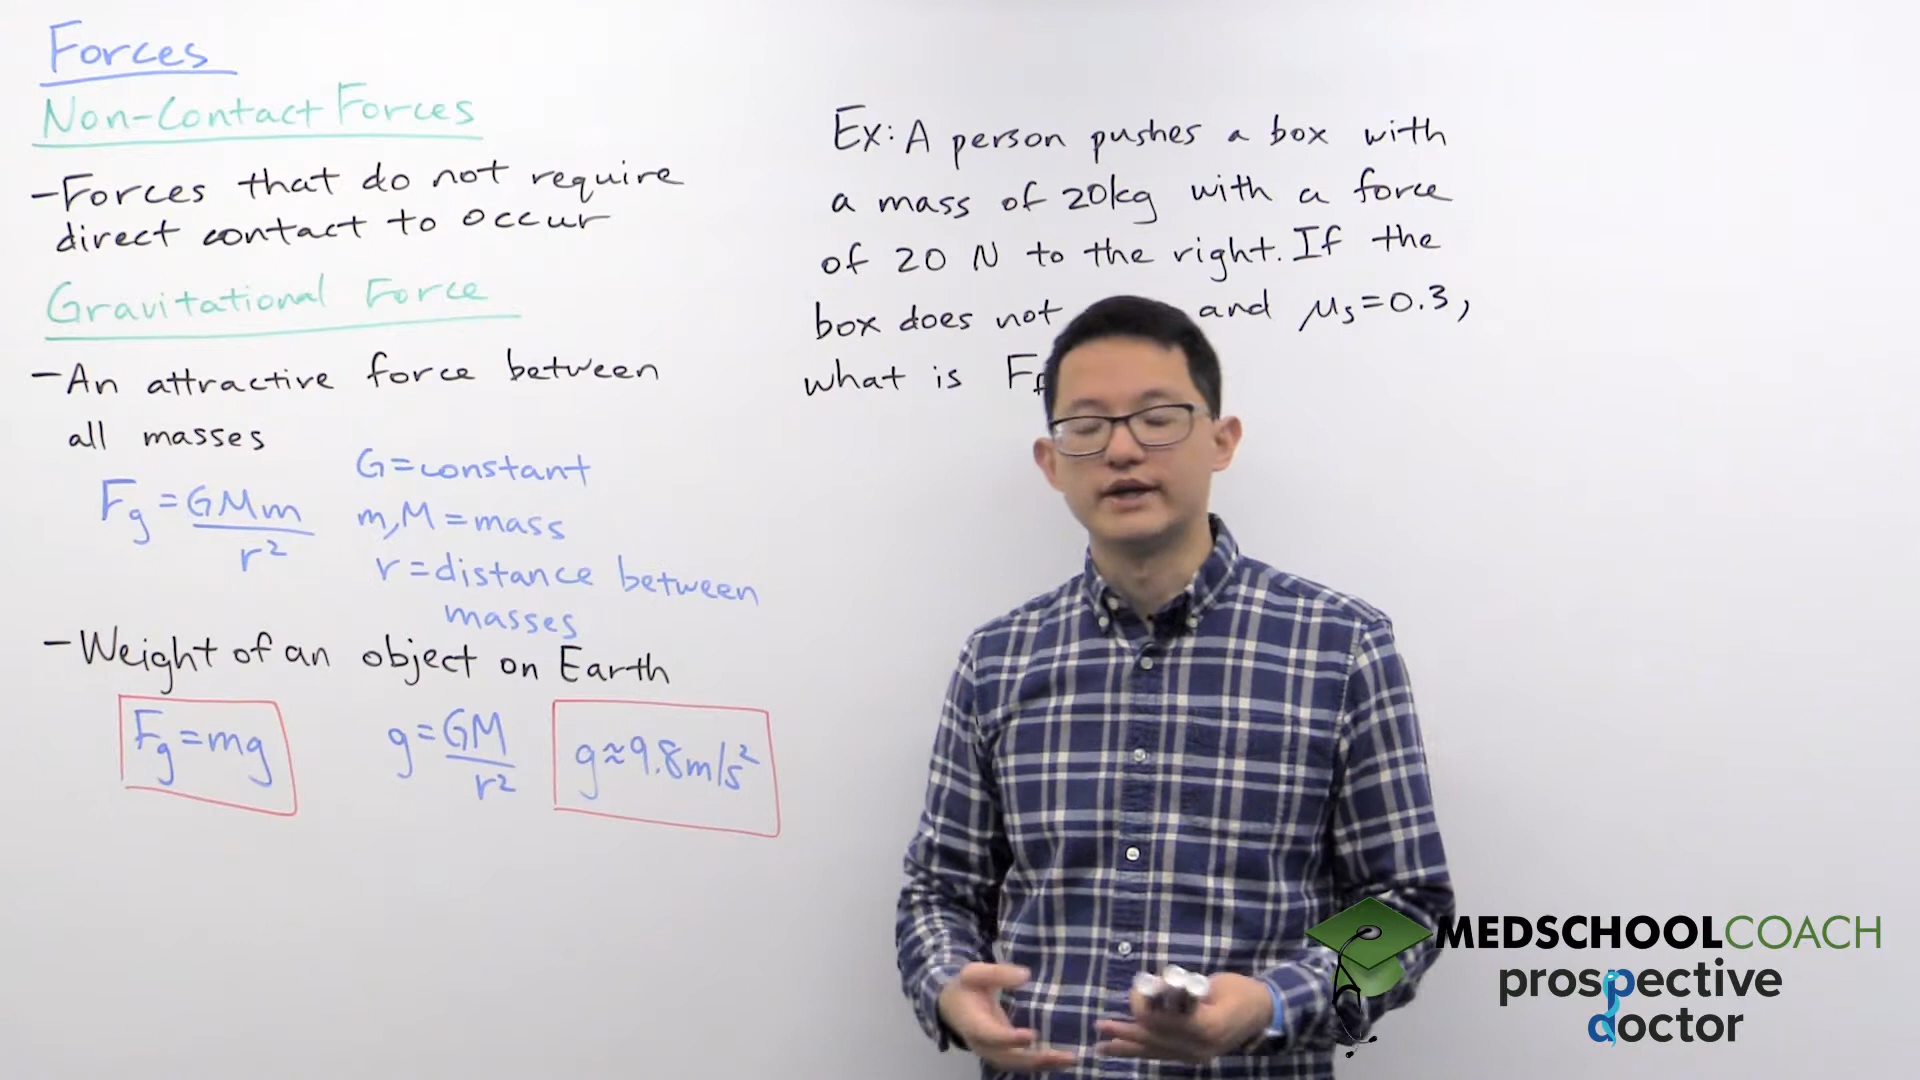 Forces
Non-Contact Forces
-Forces that do not require
direct contact to occur
Gravitational Force
-An attractive force between
all masses
Fg = GMm/r²
G=constant
m,M=mass
r=distance between
masses
-Weight of an object on Earth
Fg=mg
g=GM/r²
g≈9.8m/s²
Ex: A person pushes a box with
a mass of 20kg with a force
of 20 N to the right. If the
box does not and μs=0.3,
what is
MEDSCHOOLCOACH
prospective
doctor